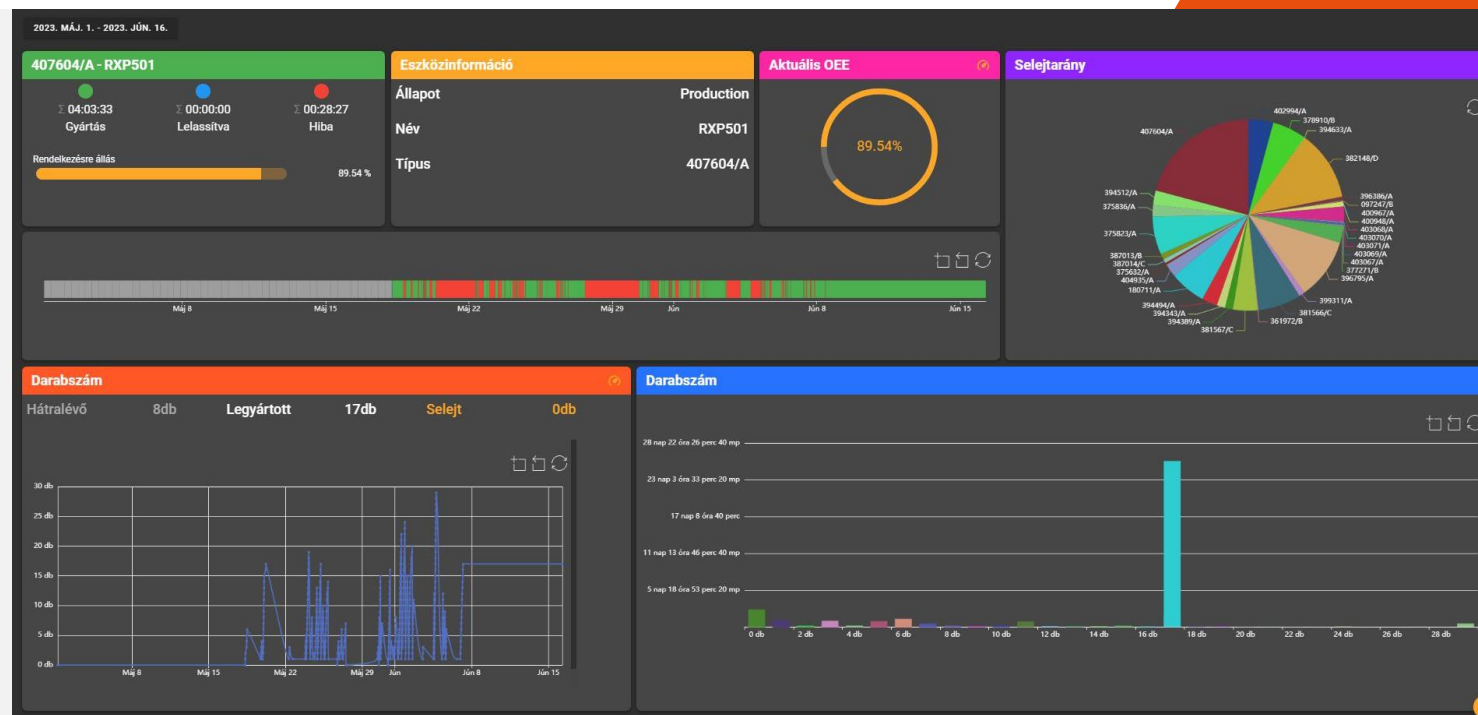 2023. MÁJ. 1. - 2023. JÚN. 16.
407604/A - RXP501
Σ 04:03:33
Gyártás
Σ 00:00:00
Lelassítva
Σ 00:28:27
Hiba
Rendelkezésre állás
89.54 %
Eszközinformáció
Állapot Production
Név RXP501
Típus 407604/A
Aktuális OEE
89.54%
Selejtarány
402994/A
378910/B
394633/A
382148/D
396386/A
097247/B
400967/A
400948/A
403068/A
403070/A
403071/A
403069/A
403067/A
377271/B
396795/A
399311/A
381566/C
361972/B
381567/C
394389/A
394343/A
394494/A
180711/A
404935/A
375632/A
387014/C
387013/B
375823/A
375836/A
394512/A
407604/A
Máj 8 Máj 15 Máj 22 Máj 29 Jún Jún 8 Jún 15
Darabszám
Hátralévő 8db Legyártott 17db Selejt 0db
30 db
25 db
20 db
15 db
10 db
5 db
0 db
Máj 8 Máj 15 Máj 22 Máj 29 Jún Jún 8 Jún 15
Darabszám
28 nap 22 óra 26 perc 40 mp
23 nap 3 óra 33 perc 20 mp
17 nap 8 óra 40 perc
11 nap 13 óra 46 perc 40 mp
5 nap 18 óra 53 perc 20 mp
0 db 2 db 4 db 6 db 8 db 10 db 12 db 14 db 16 db 18 db 20 db 22 db 24 db 26 db 28 db